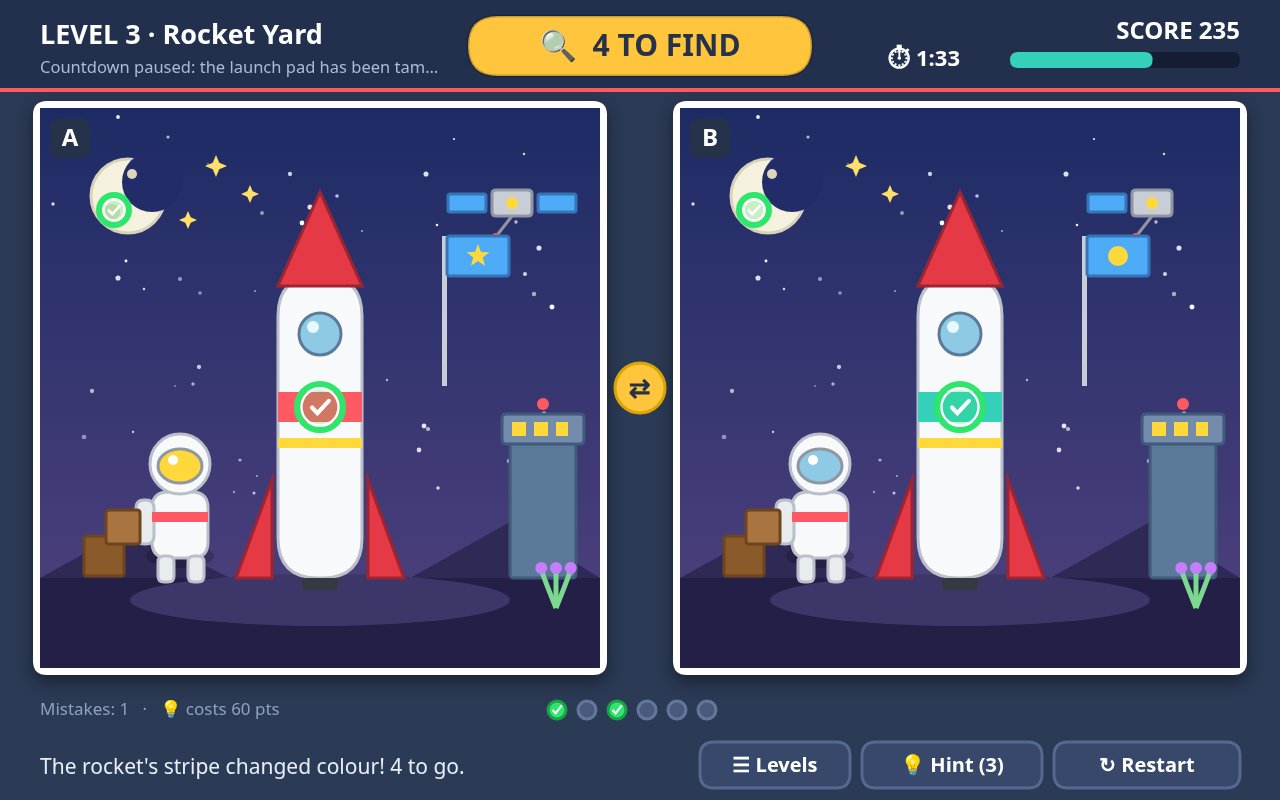 LEVEL 3 · Rocket Yard
Countdown paused: the launch pad has been tam...
4 TO FIND
1:33
SCORE 235
A
B
Mistakes: 1 · costs 60 pts
The rocket's stripe changed colour! 4 to go.
Levels
Hint (3)
Restart